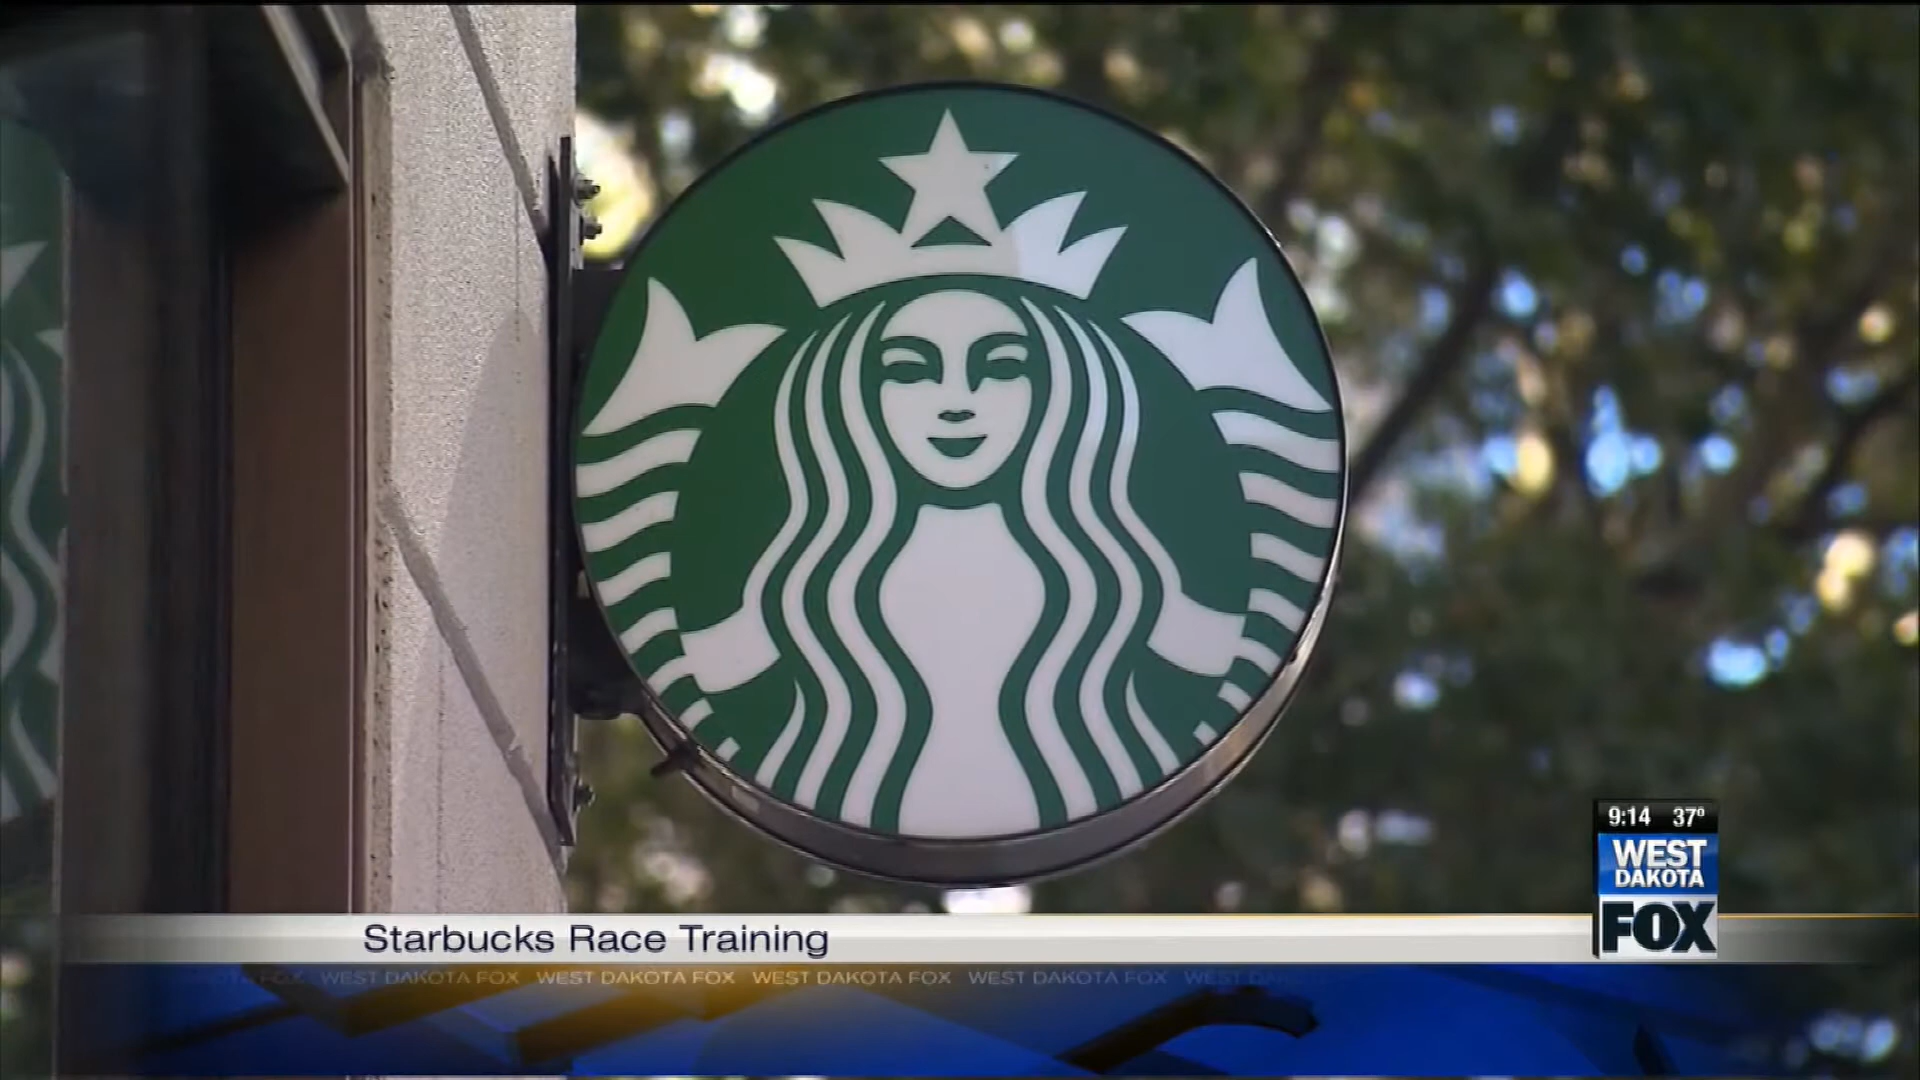 9:14 37°
WEST
DAKOTA
FOX
Starbucks Race Training
WEST DAKOTA FOX WEST DAKOTA FOX WEST DAKOTA FOX WEST DAKOTA FOX WEST